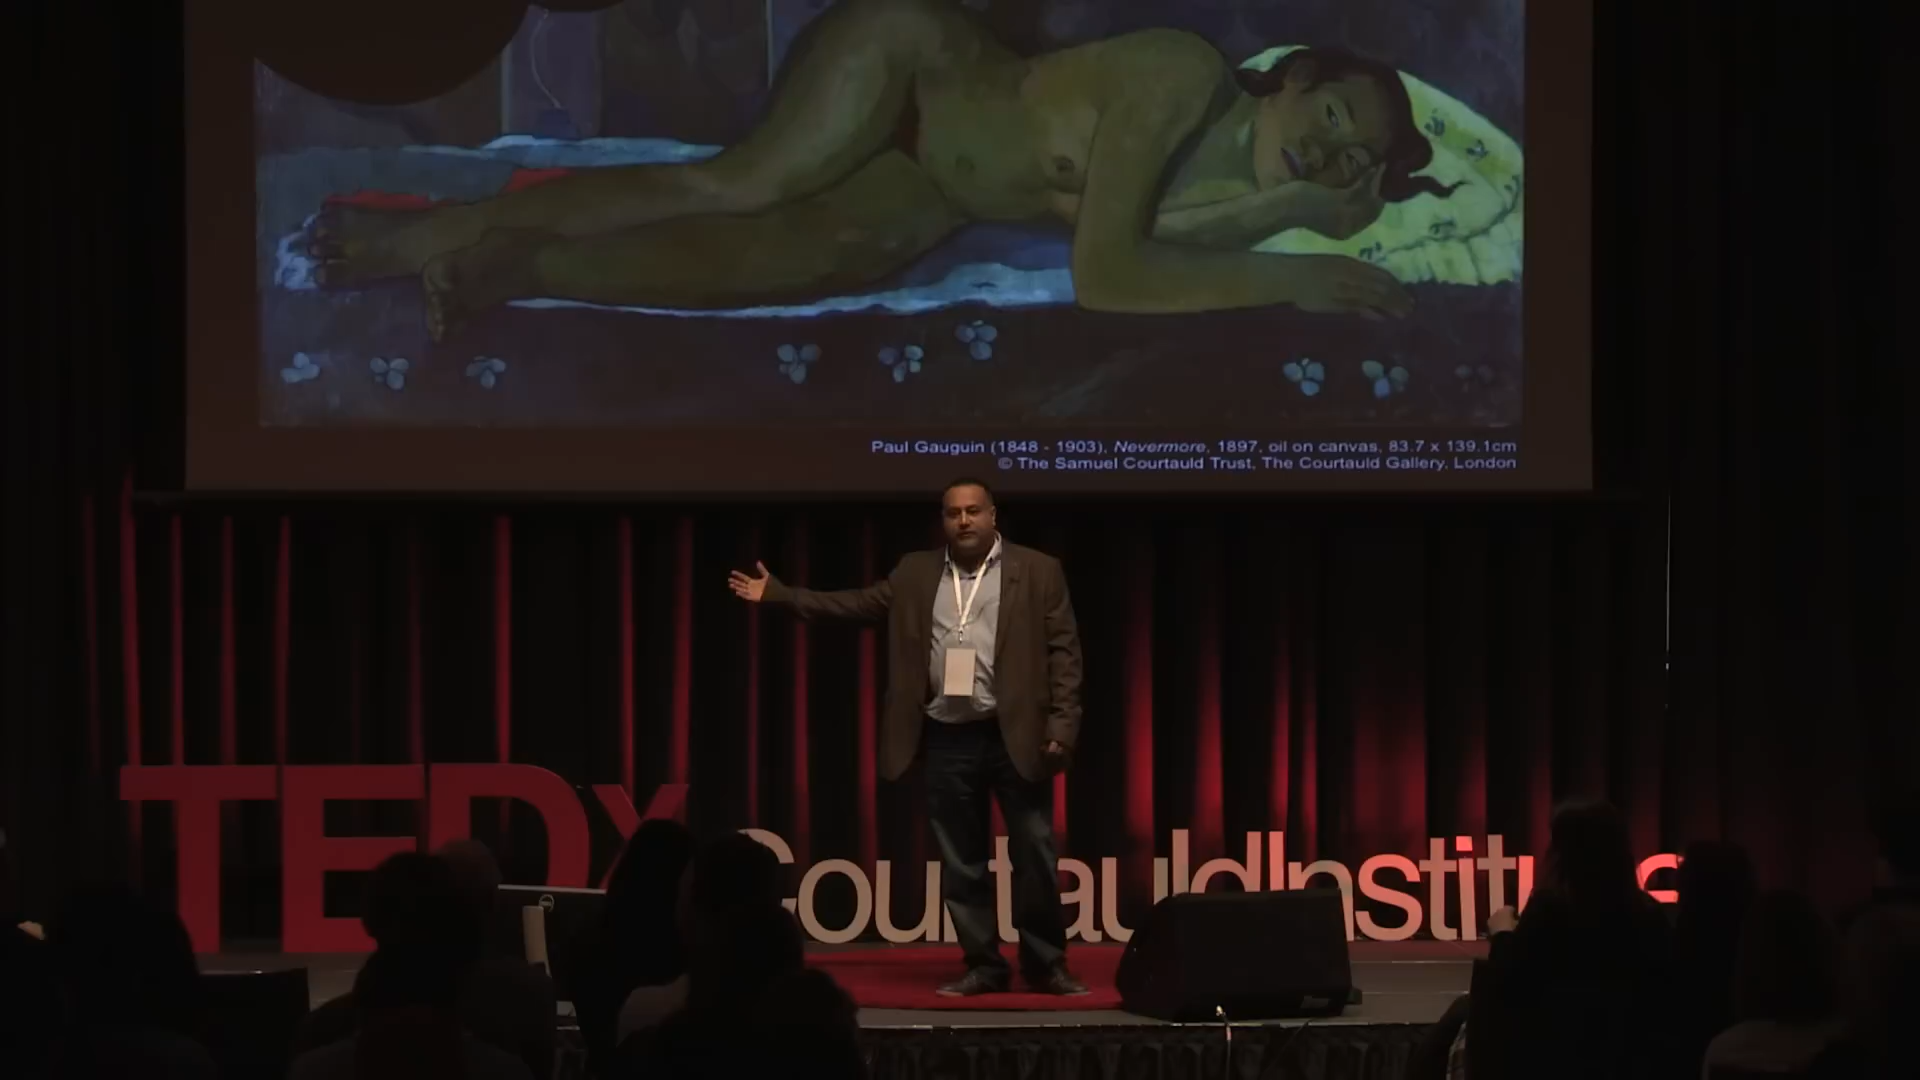 Paul Gauguin (1848 - 1903), Nevermore, 1897, oil on canvas, 83.7 x 139.1cm
© The Samuel Courtauld Trust, The Courtauld Gallery, London
TEDxCourtauldInstitute